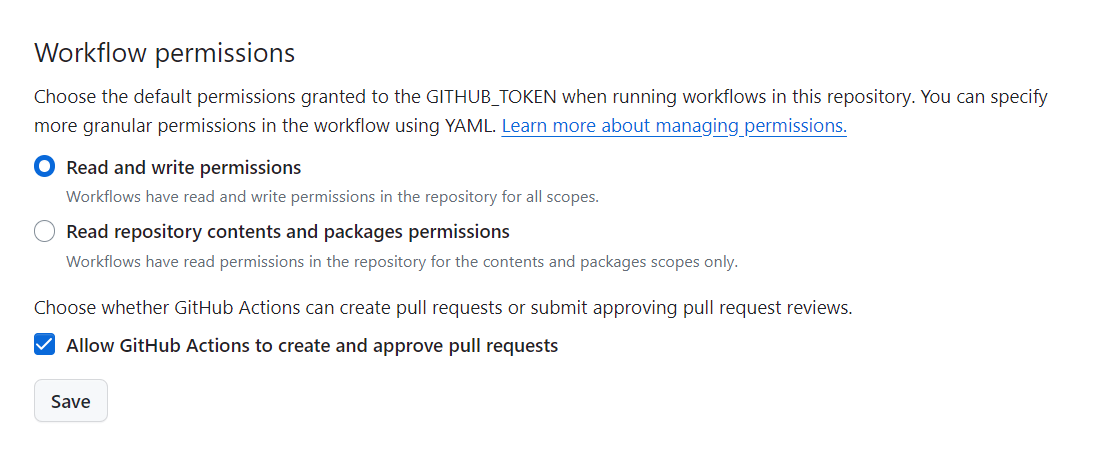 Workflow permissions
Choose the default permissions granted to the GITHUB_TOKEN when running workflows in this repository. You can specify
more granular permissions in the workflow using YAML. Learn more about managing permissions.
Read and write permissions
Workflows have read and write permissions in the repository for all scopes.
Read repository contents and packages permissions
Workflows have read permissions in the repository for the contents and packages scopes only.
Choose whether GitHub Actions can create pull requests or submit approving pull request reviews.
Allow GitHub Actions to create and approve pull requests
Save